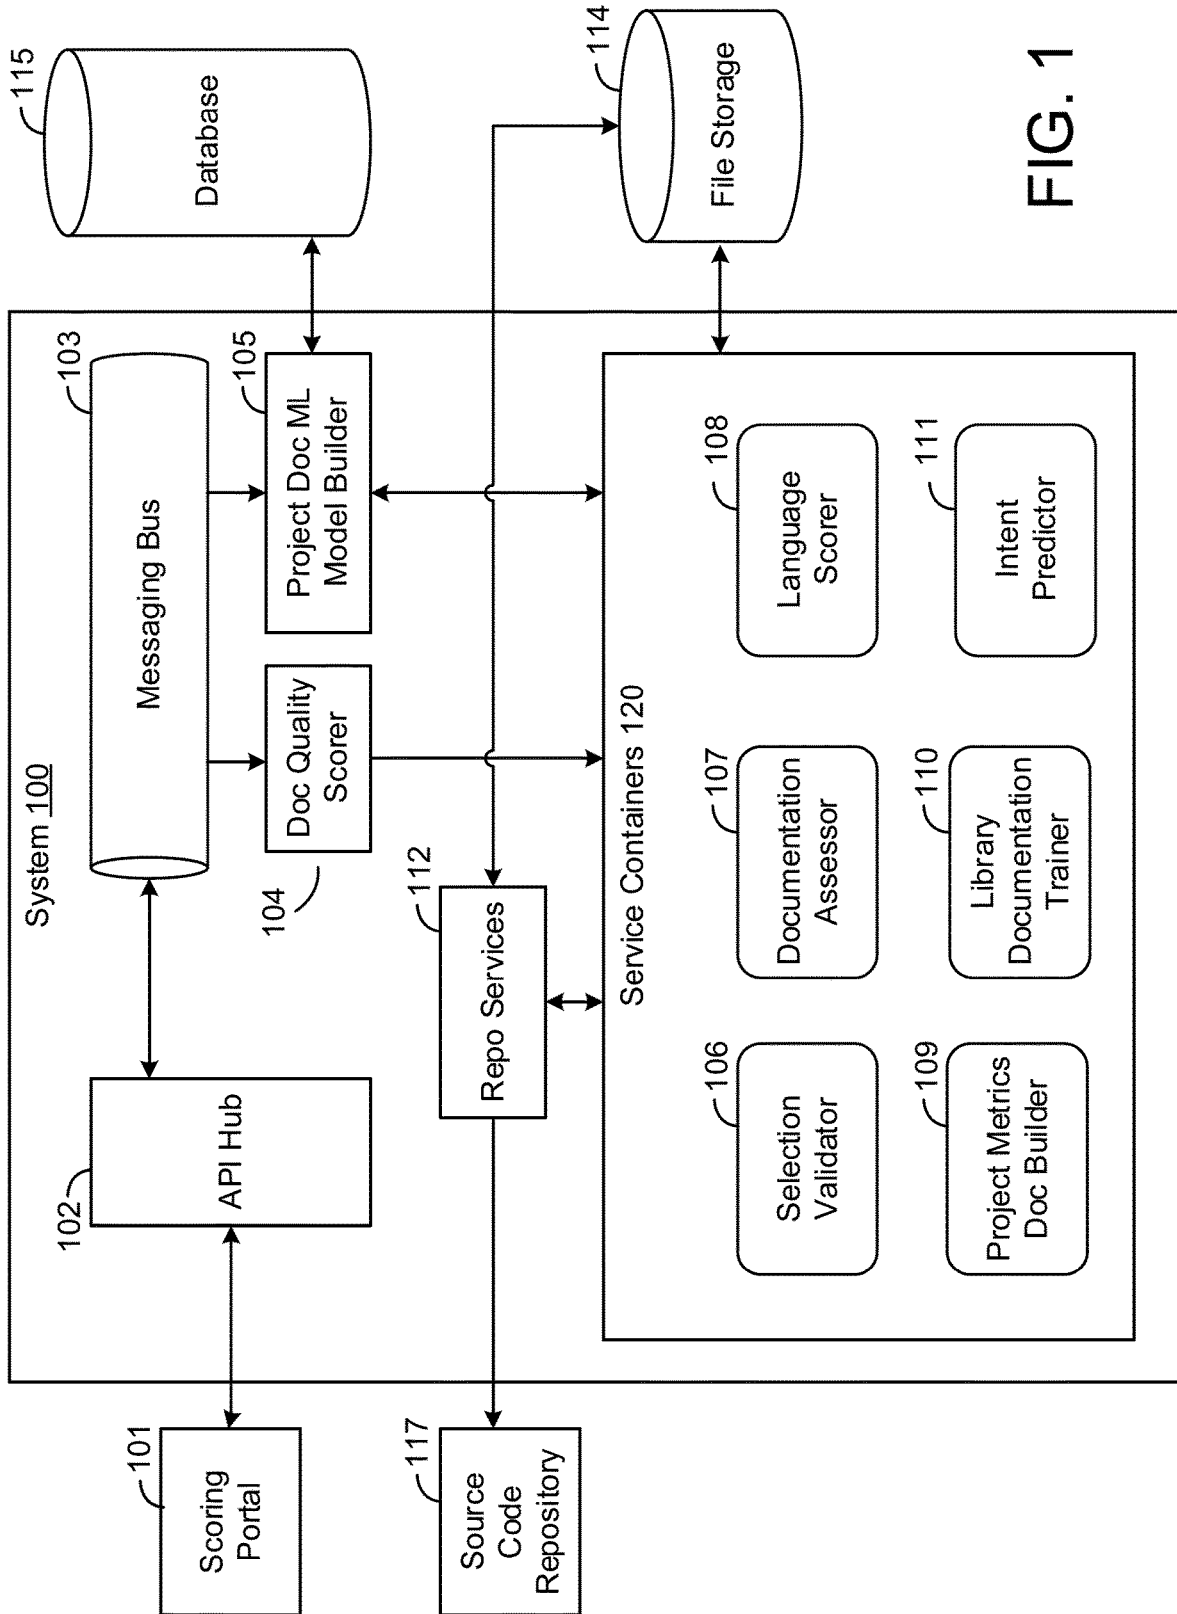 System 100
101
Scoring
Portal
102
API Hub
103
Messaging Bus
115
Database
104
Doc Quality
Scorer
105
Project Doc ML
Model Builder
117
Source
Code
Repository
112
Repo Services
114
File Storage
Service Containers 120
106
Selection
Validator
107
Documentation
Assessor
108
Language
Scorer
109
Project Metrics
Doc Builder
110
Library
Documentation
Trainer
111
Intent
Predictor
FIG. 1